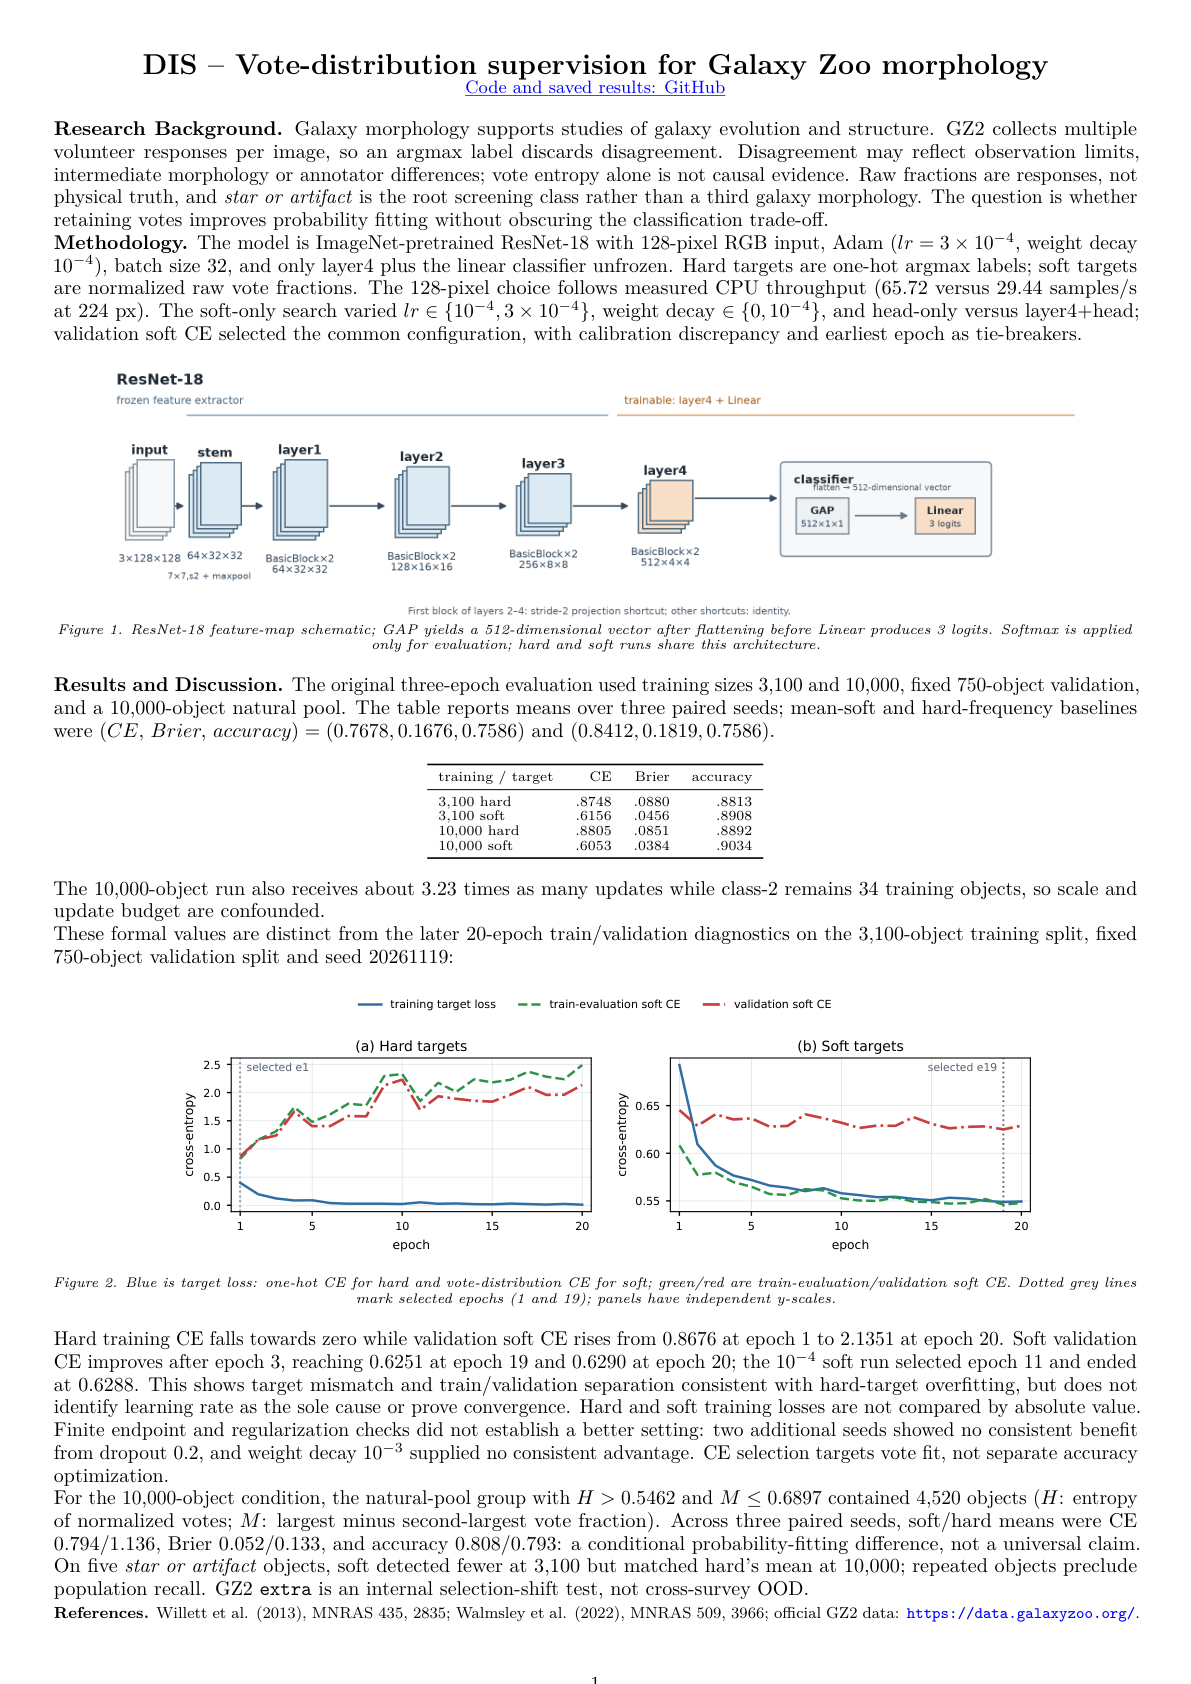 DIS – Vote-distribution supervision for Galaxy Zoo morphology
Code and saved results: GitHub
Research Background. Galaxy morphology supports studies of galaxy evolution and structure. GZ2 collects multiple
volunteer responses per image, so an argmax label discards disagreement. Disagreement may reflect observation limits,
intermediate morphology or annotator differences; vote entropy alone is not causal evidence. Raw fractions are responses, not
physical truth, and star or artifact is the root screening class rather than a third galaxy morphology. The question is whether
retaining votes improves probability fitting without obscuring the classification trade-off.
Methodology. The model is ImageNet-pretrained ResNet-18 with 128-pixel RGB input, Adam (lr = 3 × 10⁻⁴, weight decay
10⁻⁴), batch size 32, and only layer4 plus the linear classifier unfrozen. Hard targets are one-hot argmax labels; soft targets
are normalized raw vote fractions. The 128-pixel choice follows measured CPU throughput (65.72 versus 29.44 samples/s
at 224 px). The soft-only search varied lr ∈ {10⁻⁴, 3 × 10⁻⁴}, weight decay ∈ {0, 10⁻⁴}, and head-only versus layer4+head;
validation soft CE selected the common configuration, with calibration discrepancy and earliest epoch as tie-breakers.
ResNet-18
frozen feature extractor
trainable: layer4 + Linear
input
stem
layer1
layer2
layer3
layer4
classifier
flatten → 512-dimensional vector
GAP
512×1×1
Linear
3 logits
3×128×128
64×32×32
7×7,s2 + maxpool
BasicBlock×2
64×32×32
BasicBlock×2
128×16×16
BasicBlock×2
256×8×8
BasicBlock×2
512×4×4
First block of layers 2–4: stride-2 projection shortcut; other shortcuts: identity.
Figure 1. ResNet-18 feature-map schematic; GAP yields a 512-dimensional vector after flattening before Linear produces 3 logits. Softmax is applied
only for evaluation; hard and soft runs share this architecture.
Results and Discussion. The original three-epoch evaluation used training sizes 3,100 and 10,000, fixed 750-object validation,
and a 10,000-object natural pool. The table reports means over three paired seeds; mean-soft and hard-frequency baselines
were (CE, Brier, accuracy) = (0.7678, 0.1676, 0.7586) and (0.8412, 0.1819, 0.7586).
training / target CE Brier accuracy
3,100 hard .8748 .0880 .8813
3,100 soft .6156 .0456 .8908
10,000 hard .8805 .0851 .8892
10,000 soft .6053 .0384 .9034
The 10,000-object run also receives about 3.23 times as many updates while class-2 remains 34 training objects, so scale and
update budget are confounded.
These formal values are distinct from the later 20-epoch train/validation diagnostics on the 3,100-object training split, fixed
750-object validation split and seed 20261119:
training target loss train-evaluation soft CE validation soft CE
(a) Hard targets
selected e1
cross-entropy
2.5
2.0
1.5
1.0
0.5
0.0
1 5 10 15 20
epoch
(b) Soft targets
selected e19
cross-entropy
0.65
0.60
0.55
1 5 10 15 20
epoch
Figure 2. Blue is target loss: one-hot CE for hard and vote-distribution CE for soft; green/red are train-evaluation/validation soft CE. Dotted grey lines
mark selected epochs (1 and 19); panels have independent y-scales.
Hard training CE falls towards zero while validation soft CE rises from 0.8676 at epoch 1 to 2.1351 at epoch 20. Soft validation
CE improves after epoch 3, reaching 0.6251 at epoch 19 and 0.6290 at epoch 20; the 10⁻⁴ soft run selected epoch 11 and ended
at 0.6288. This shows target mismatch and train/validation separation consistent with hard-target overfitting, but does not
identify learning rate as the sole cause or prove convergence. Hard and soft training losses are not compared by absolute value.
Finite endpoint and regularization checks did not establish a better setting: two additional seeds showed no consistent benefit
from dropout 0.2, and weight decay 10⁻³ supplied no consistent advantage. CE selection targets vote fit, not separate accuracy
optimization.
For the 10,000-object condition, the natural-pool group with H > 0.5462 and M ≤ 0.6897 contained 4,520 objects (H: entropy
of normalized votes; M: largest minus second-largest vote fraction). Across three paired seeds, soft/hard means were CE
0.794/1.136, Brier 0.052/0.133, and accuracy 0.808/0.793: a conditional probability-fitting difference, not a universal claim.
On five star or artifact objects, soft detected fewer at 3,100 but matched hard's mean at 10,000; repeated objects preclude
population recall. GZ2 extra is an internal selection-shift test, not cross-survey OOD.
References. Willett et al. (2013), MNRAS 435, 2835; Walmsley et al. (2022), MNRAS 509, 3966; official GZ2 data: https://data.galaxyzoo.org/.
1